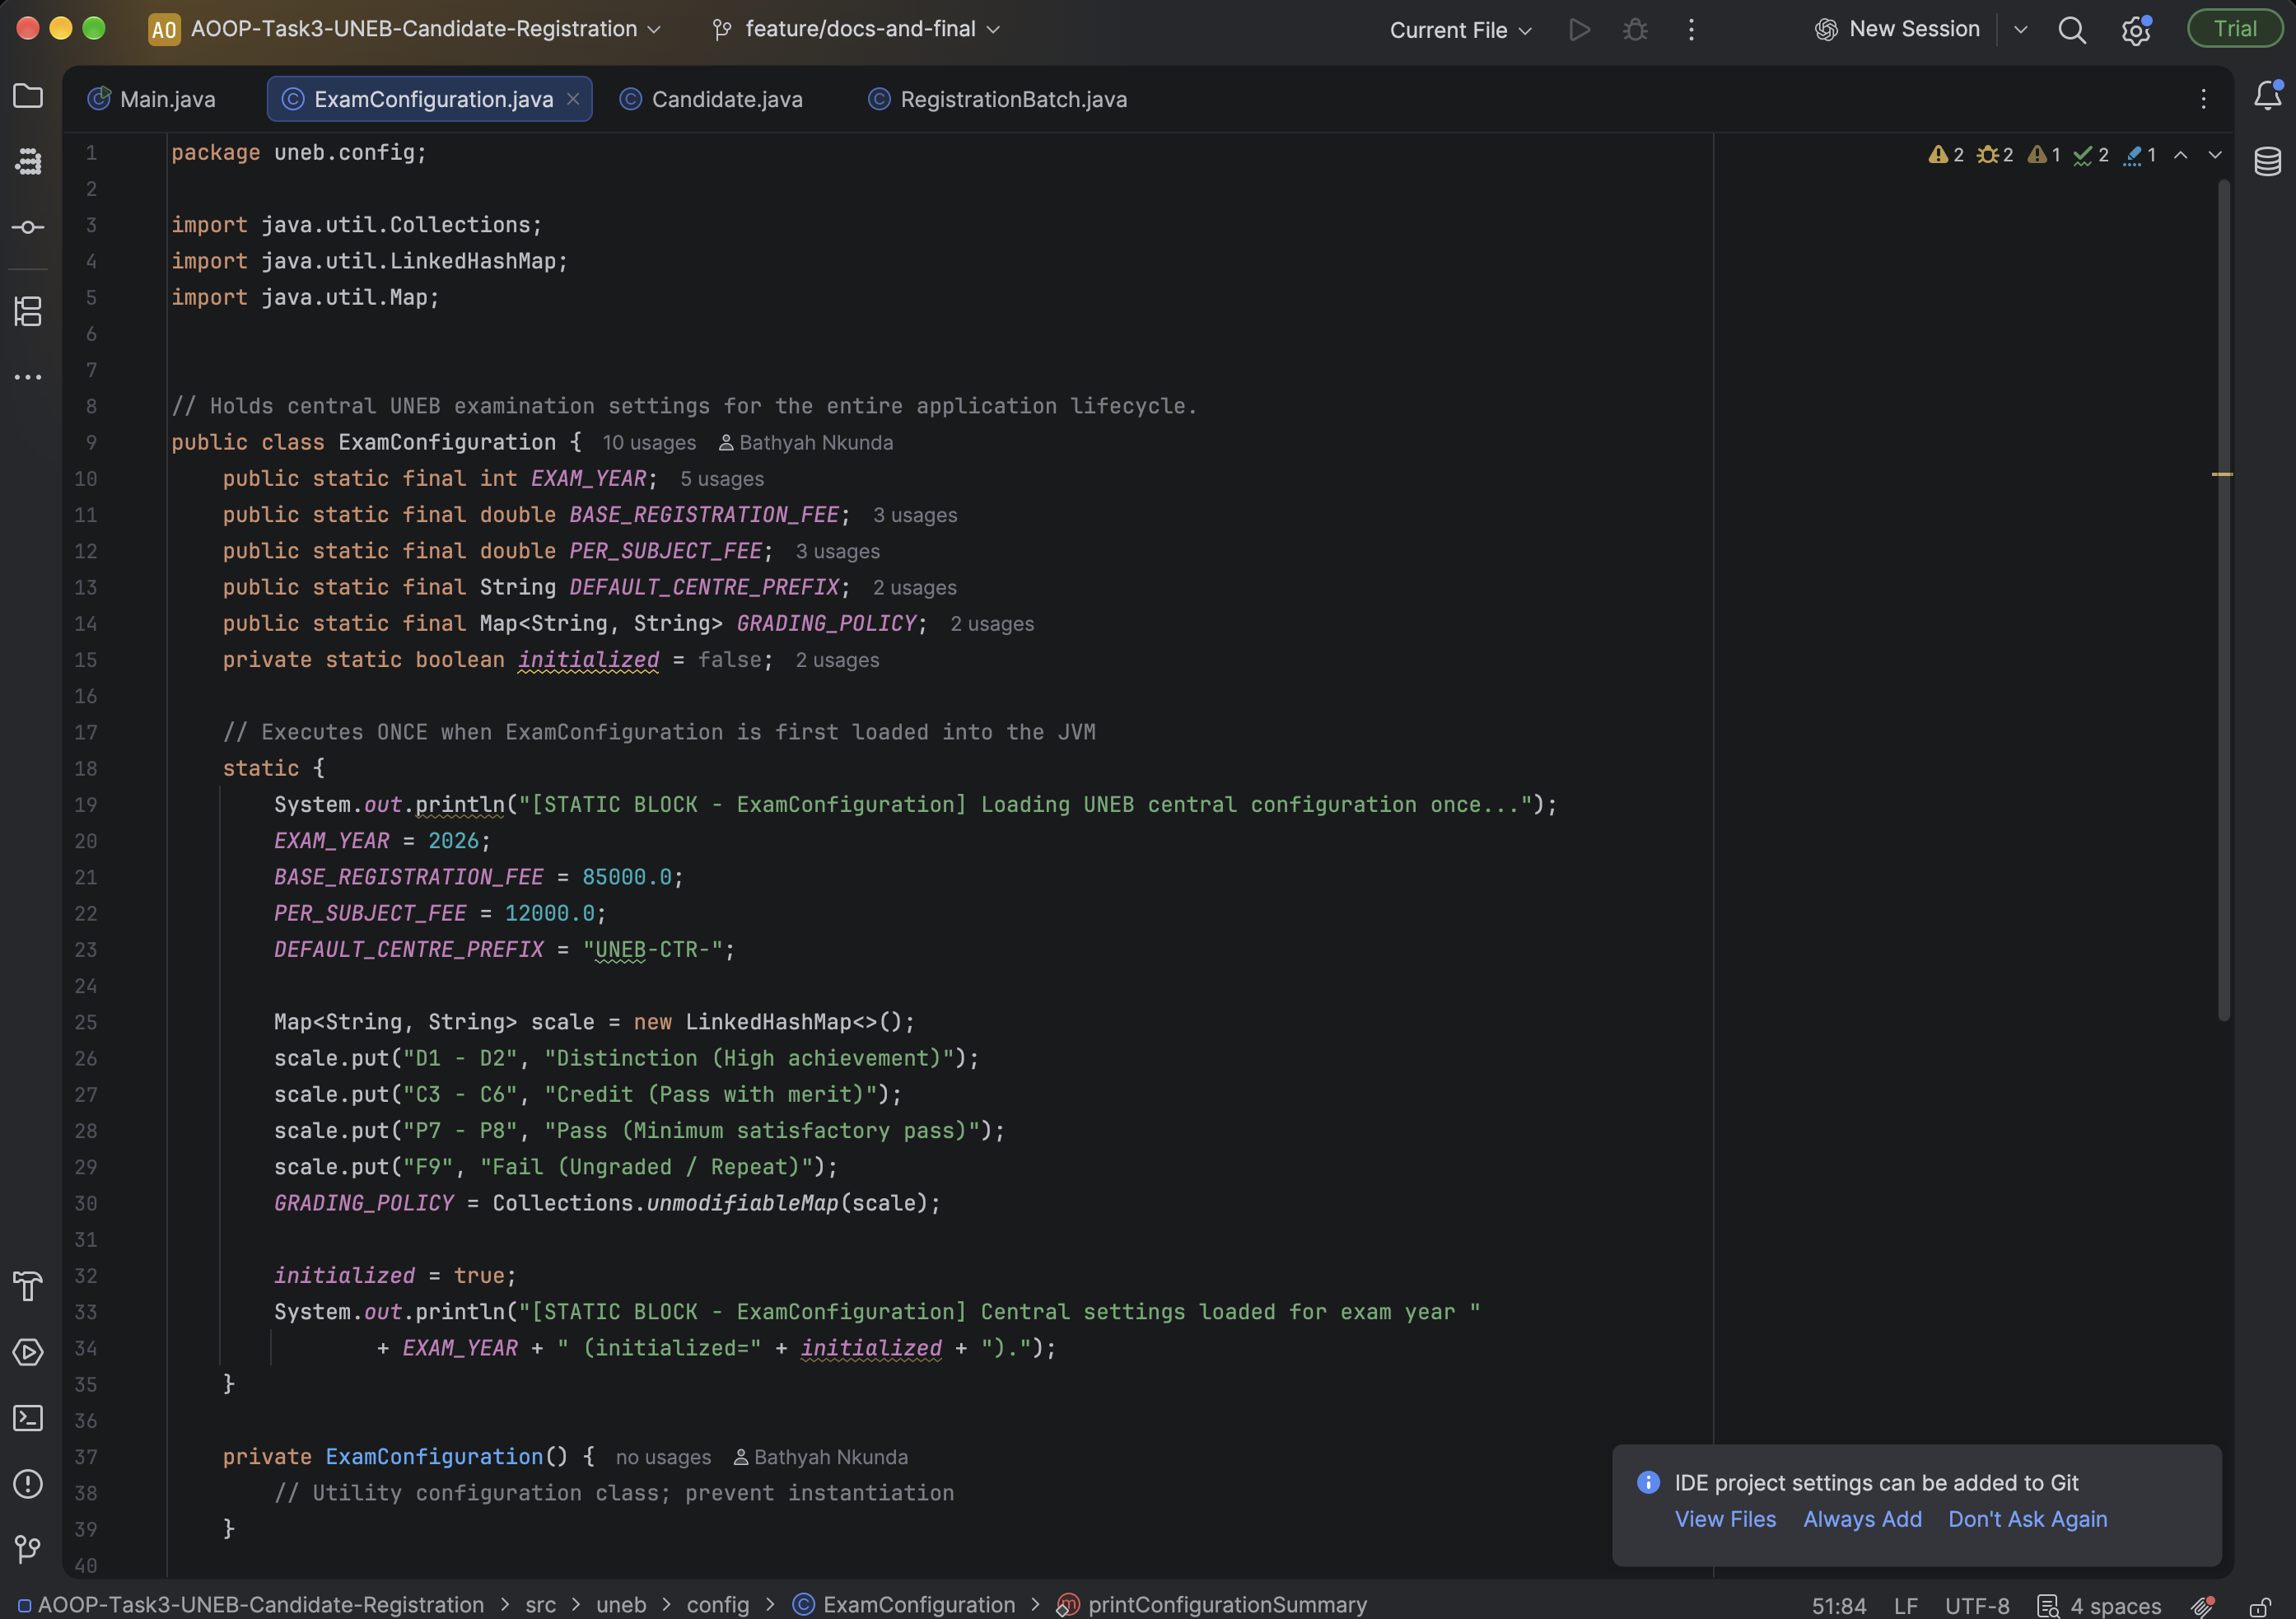 AO AOOP-Task3-UNEB-Candidate-Registration feature/docs-and-final Current File New Session Trial
Main.java ExamConfiguration.java Candidate.java RegistrationBatch.java
2 2 1 2 1
1 package uneb.config;
2
3 import java.util.Collections;
4 import java.util.LinkedHashMap;
5 import java.util.Map;
6
7
8 // Holds central UNEB examination settings for the entire application lifecycle.
9 public class ExamConfiguration { 10 usages Bathyah Nkunda
10 public static final int EXAM_YEAR; 5 usages
11 public static final double BASE_REGISTRATION_FEE; 3 usages
12 public static final double PER_SUBJECT_FEE; 3 usages
13 public static final String DEFAULT_CENTRE_PREFIX; 2 usages
14 public static final Map<String, String> GRADING_POLICY; 2 usages
15 private static boolean initialized = false; 2 usages
16
17 // Executes ONCE when ExamConfiguration is first loaded into the JVM
18 static {
19 System.out.println("[STATIC BLOCK - ExamConfiguration] Loading UNEB central configuration once...");
20 EXAM_YEAR = 2026;
21 BASE_REGISTRATION_FEE = 85000.0;
22 PER_SUBJECT_FEE = 12000.0;
23 DEFAULT_CENTRE_PREFIX = "UNEB-CTR-";
24
25 Map<String, String> scale = new LinkedHashMap<>();
26 scale.put("D1 - D2", "Distinction (High achievement)");
27 scale.put("C3 - C6", "Credit (Pass with merit)");
28 scale.put("P7 - P8", "Pass (Minimum satisfactory pass)");
29 scale.put("F9", "Fail (Ungraded / Repeat)");
30 GRADING_POLICY = Collections.unmodifiableMap(scale);
31
32 initialized = true;
33 System.out.println("[STATIC BLOCK - ExamConfiguration] Central settings loaded for exam year "
34 + EXAM_YEAR + " (initialized=" + initialized + ").");
35 }
36
37 private ExamConfiguration() { no usages Bathyah Nkunda
38 // Utility configuration class; prevent instantiation
39 }
40
IDE project settings can be added to Git
View Files Always Add Don't Ask Again
AOOP-Task3-UNEB-Candidate-Registration > src > uneb > config > ExamConfiguration > printConfigurationSummary 51:84 LF UTF-8 4 spaces